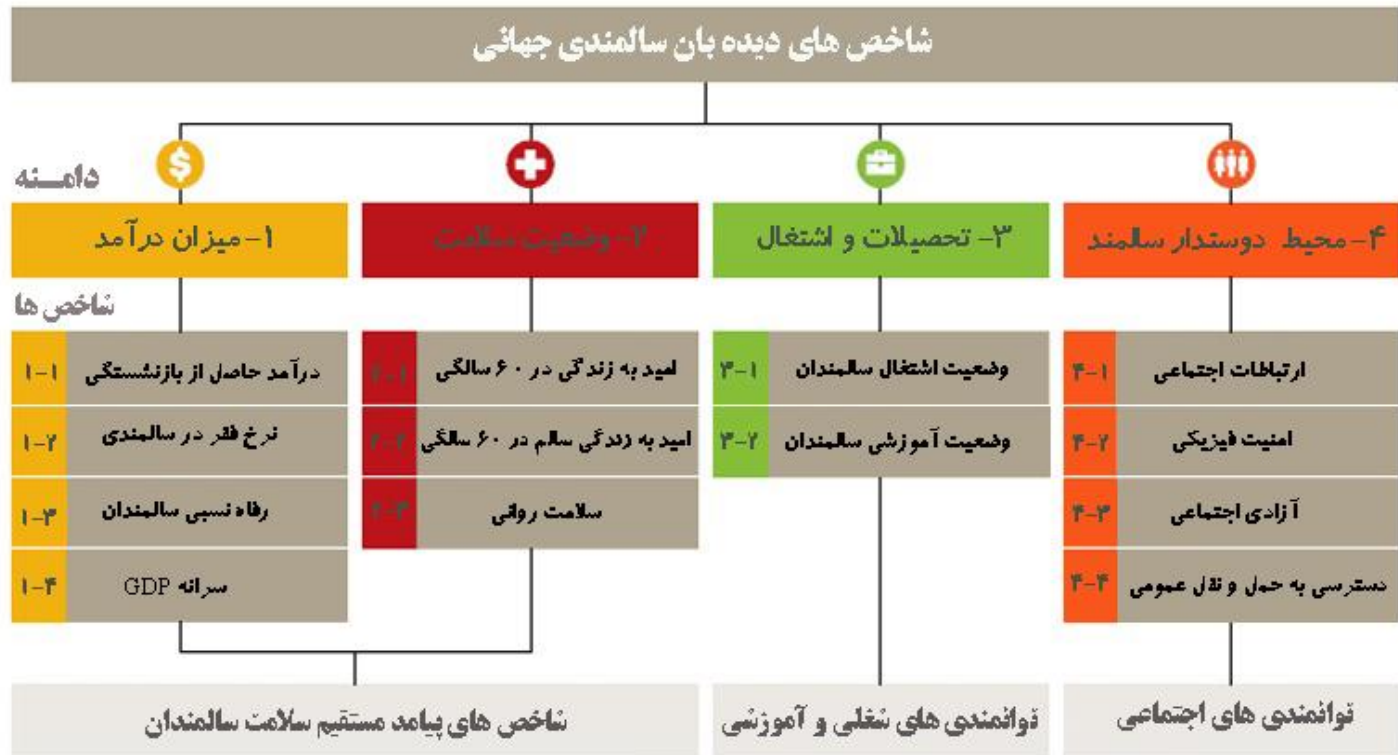 شاخص های دیده بان سالمندی جهانی
دامـــنه
۱- میزان درآمد
۲- وضعیت سلامت
۳- تحصیلات و اشتغال
۴- محیط دوستدار سالمند
شاخص ها
۱-۱ درآمد حاصل از بازنشستگی
۱-۲ نرخ فقر در سالمندی
۱-۳ رفاه نسبی سالمندان
۱-۴ سرانه GDP
۲-۱ امید به زندگی در ۶۰ سالگی
۲-۲ امید به زندگی سالم در ۶۰ سالگی
۲-۳ سلامت روانی
۳-۱ وضعیت اشتغال سالمندان
۳-۲ وضعیت آموزشی سالمندان
۴-۱ ارتباطات اجتماعی
۴-۲ امنیت فیزیکی
۴-۳ آزادی اجتماعی
۴-۴ دسترسی به حمل و نقل عمومی
شاخص های پیامد مستقیم سلامت سالمندان
توانمندی های شغلی و آموزشی
توانمندی های اجتماعی